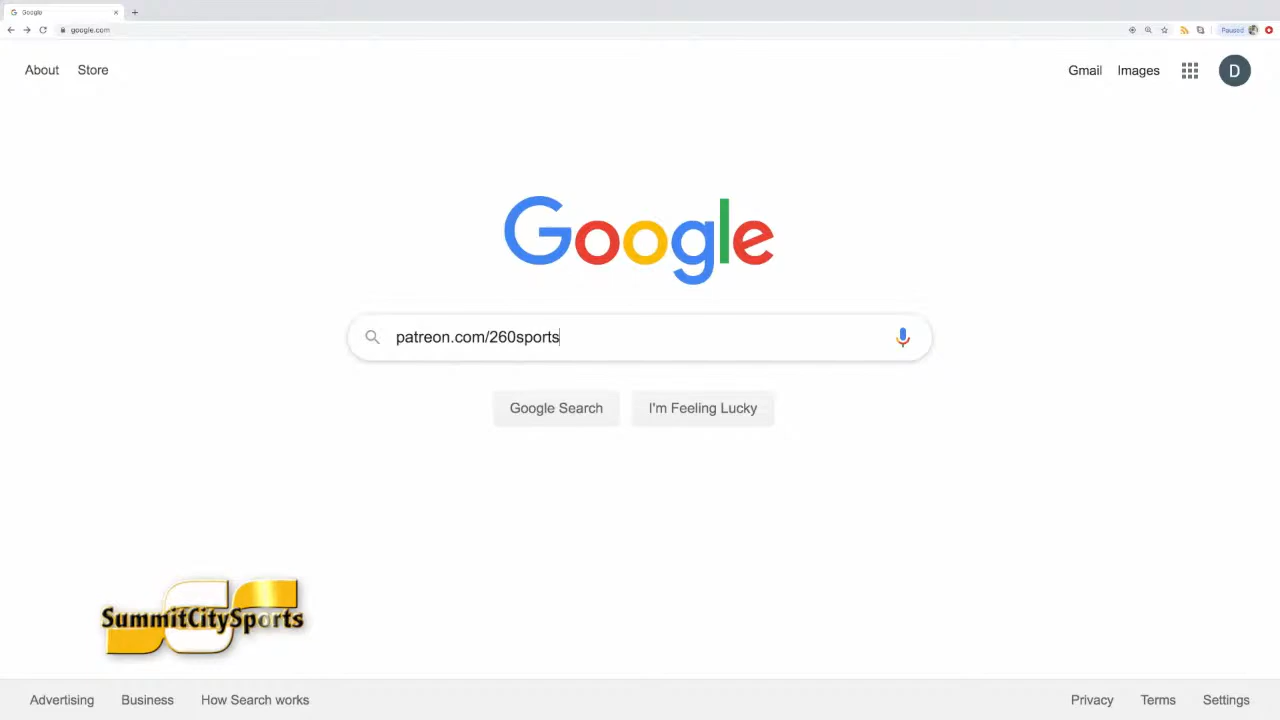 Google
google.com
Paused
About Store
Gmail Images
D
Google
patreon.com/260sports
Google Search I'm Feeling Lucky
SummitCitySports
Advertising Business How Search works
Privacy Terms Settings